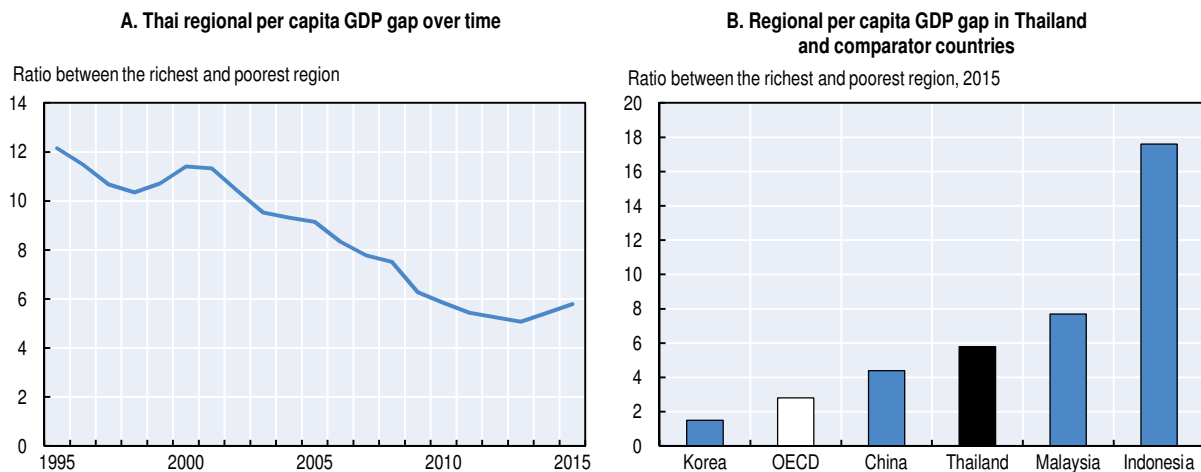 A. Thai regional per capita GDP gap over time
Ratio between the richest and poorest region
14
12
10
8
6
4
2
0
1995 2000 2005 2010 2015
B. Regional per capita GDP gap in Thailand
and comparator countries
Ratio between the richest and poorest region, 2015
20
18
16
14
12
10
8
6
4
2
0
Korea OECD China Thailand Malaysia Indonesia